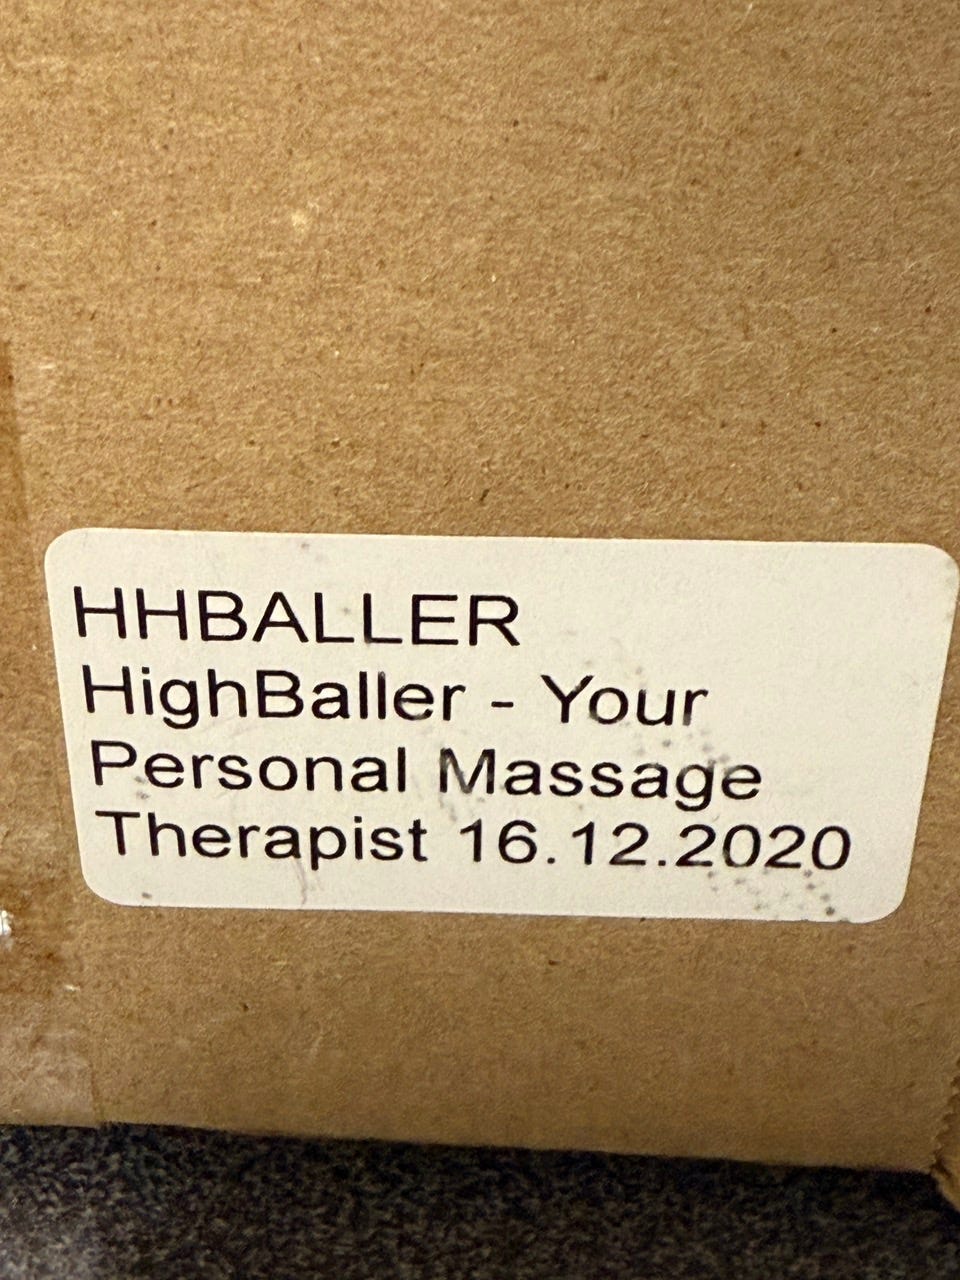 HHBALLER
HighBaller - Your
Personal Massage
Therapist 16.12.2020